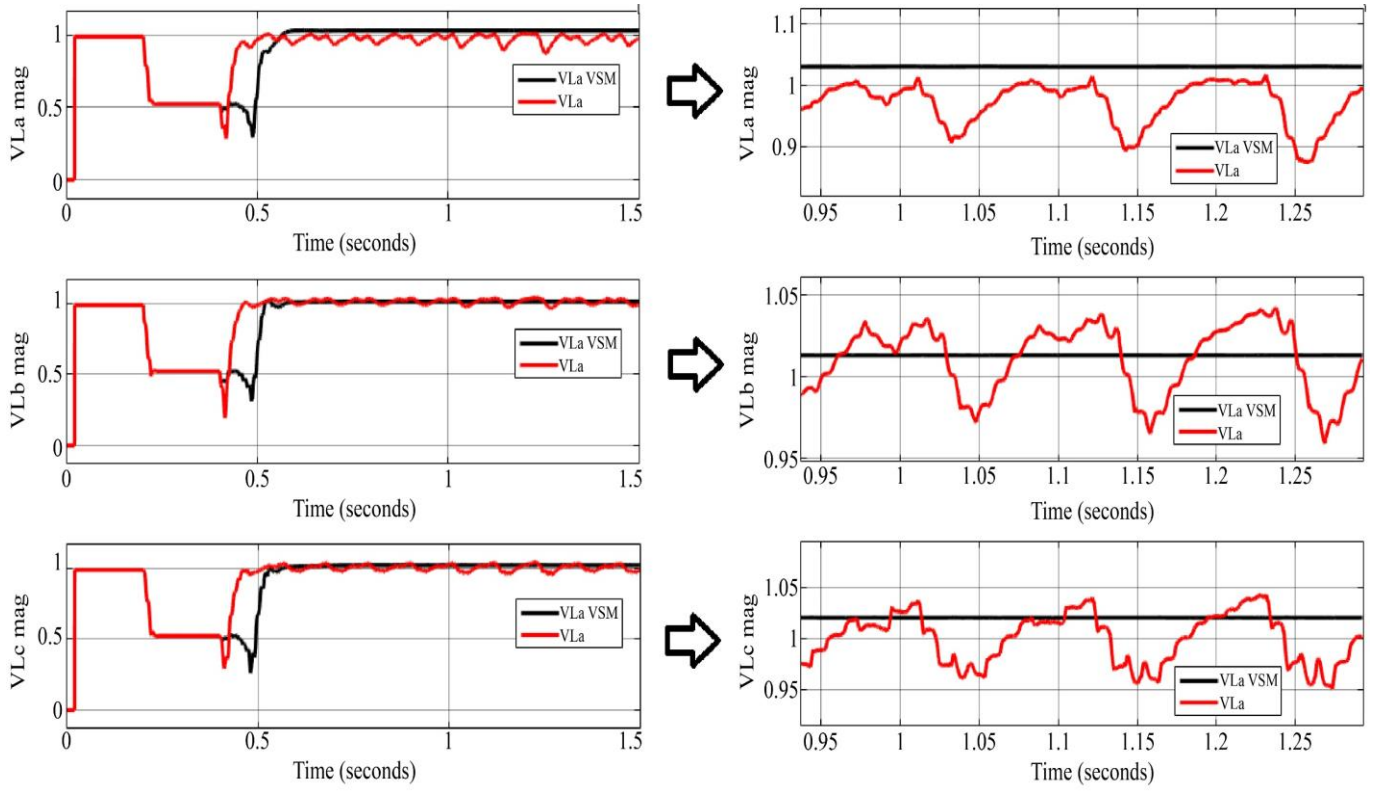 VLa mag
1
0.5
0
VLa VSM
VLa
0
0.5
1
1.5
Time (seconds)
VLa mag
1.1
1
0.9
VLa VSM
VLa
0.95
1
1.05
1.1
1.15
1.2
1.25
Time (seconds)
VLb mag
1
0.5
0
VLa VSM
VLa
0
0.5
1
1.5
Time (seconds)
VLb mag
1.05
1
0.95
VLa VSM
VLa
0.95
1
1.05
1.1
1.15
1.2
1.25
Time (seconds)
VLc mag
1
0.5
0
VLa VSM
VLa
0
0.5
1
1.5
Time (seconds)
VLc mag
1.05
1
0.95
VLa VSM
VLa
0.95
1
1.05
1.1
1.15
1.2
1.25
Time (seconds)